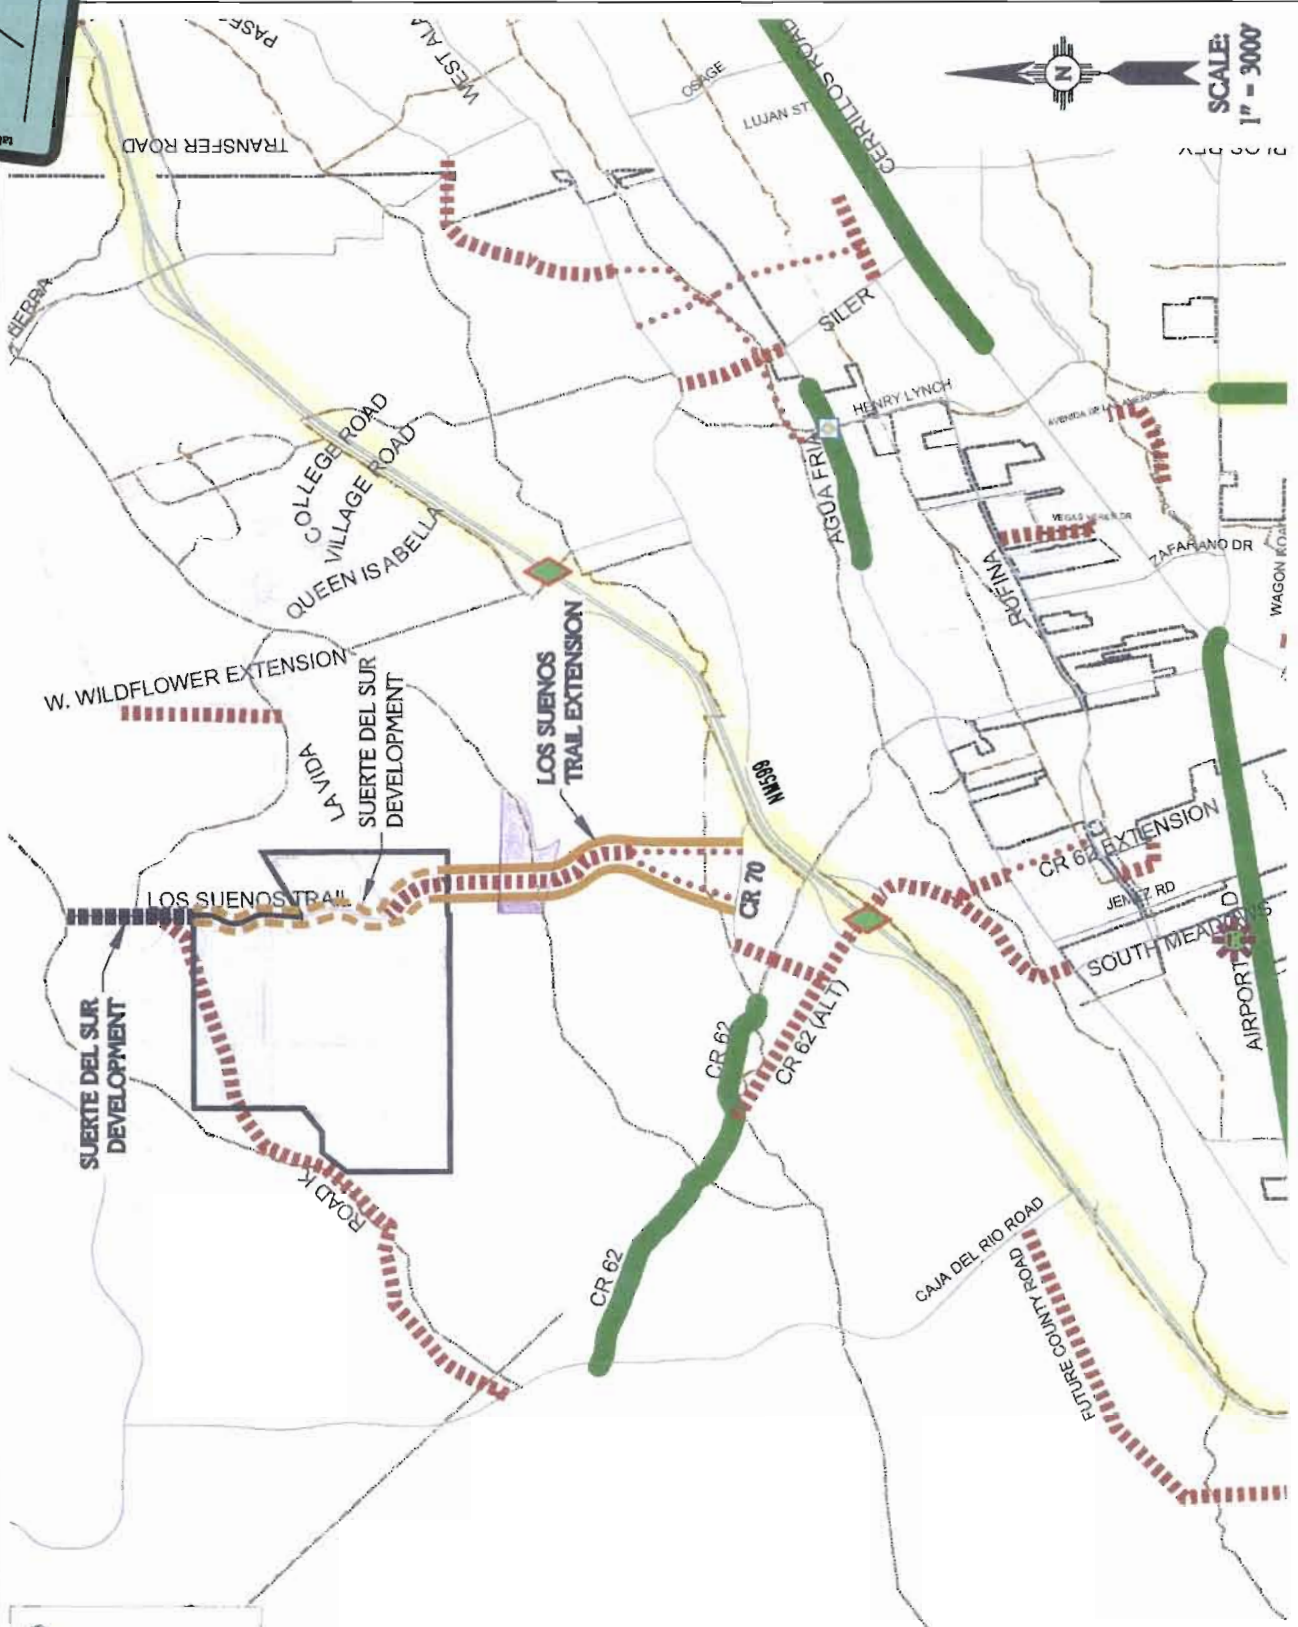 TRANSFER ROAD
WEST ALA
OSAGE
LUJAN ST
CERRILLOS ROAD
N
SCALE:
1" = 3000'
SILER
HENRY LYNCH
AGUA FRIA
COLLEGE ROAD
VILLAGE ROAD
QUEEN ISABELLA
RUFINA
ZAFARANO DR
W. WILDFLOWER EXTENSION
LA VIDA
SUERTE DEL SUR
DEVELOPMENT
LOS SUENOS
TRAIL EXTENSION
NM599
LOS SUENOS TRAIL
CR 70
CR 62 EXTENSION
JEMEZ RD
SOUTH MEADOWS
AIRPORT
SUERTE DEL SUR
DEVELOPMENT
CR 62
CR 62 (ALT)
ROAD K
CR 62
CAJA DEL RIO ROAD
FUTURE COUNTY ROAD